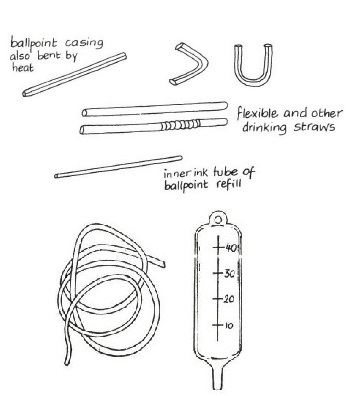 ballpoint casing
also bent by
heat
flexible and other
drinking straws
inner ink tube of
ballpoint refill
40
30
20
10